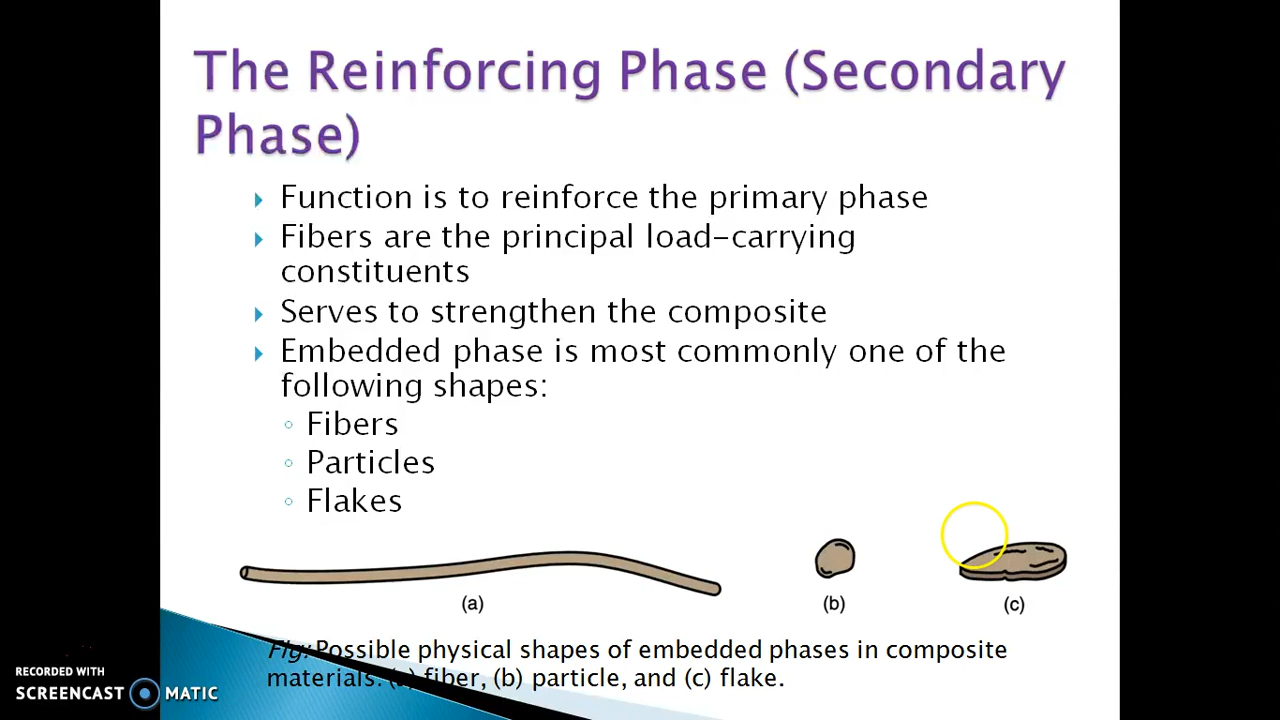 The Reinforcing Phase (Secondary
Phase)
Function is to reinforce the primary phase
Fibers are the principal load-carrying
constituents
Serves to strengthen the composite
Embedded phase is most commonly one of the
following shapes:
Fibers
Particles
Flakes
(a) (b) (c)
Fig: Possible physical shapes of embedded phases in composite
materials. (a) fiber, (b) particle, and (c) flake.
RECORDED WITH
SCREENCAST MATIC